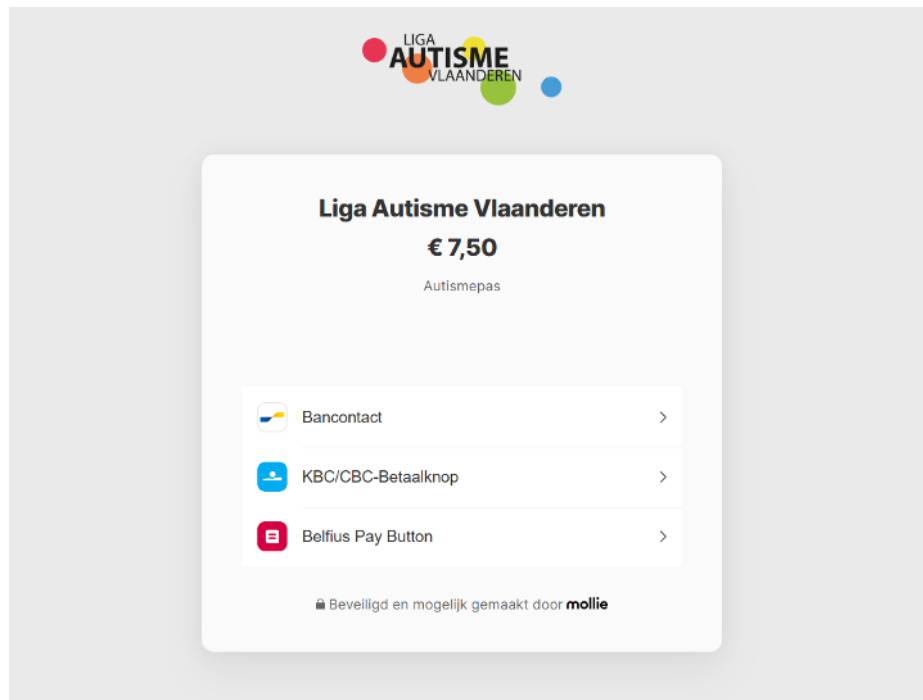 LIGA
AUTISME
VLAANDEREN
Liga Autisme Vlaanderen
€ 7,50
Autismepas
Bancontact
KBC/CBC-Betaalknop
Belfius Pay Button
Beveiligd en mogelijk gemaakt door mollie